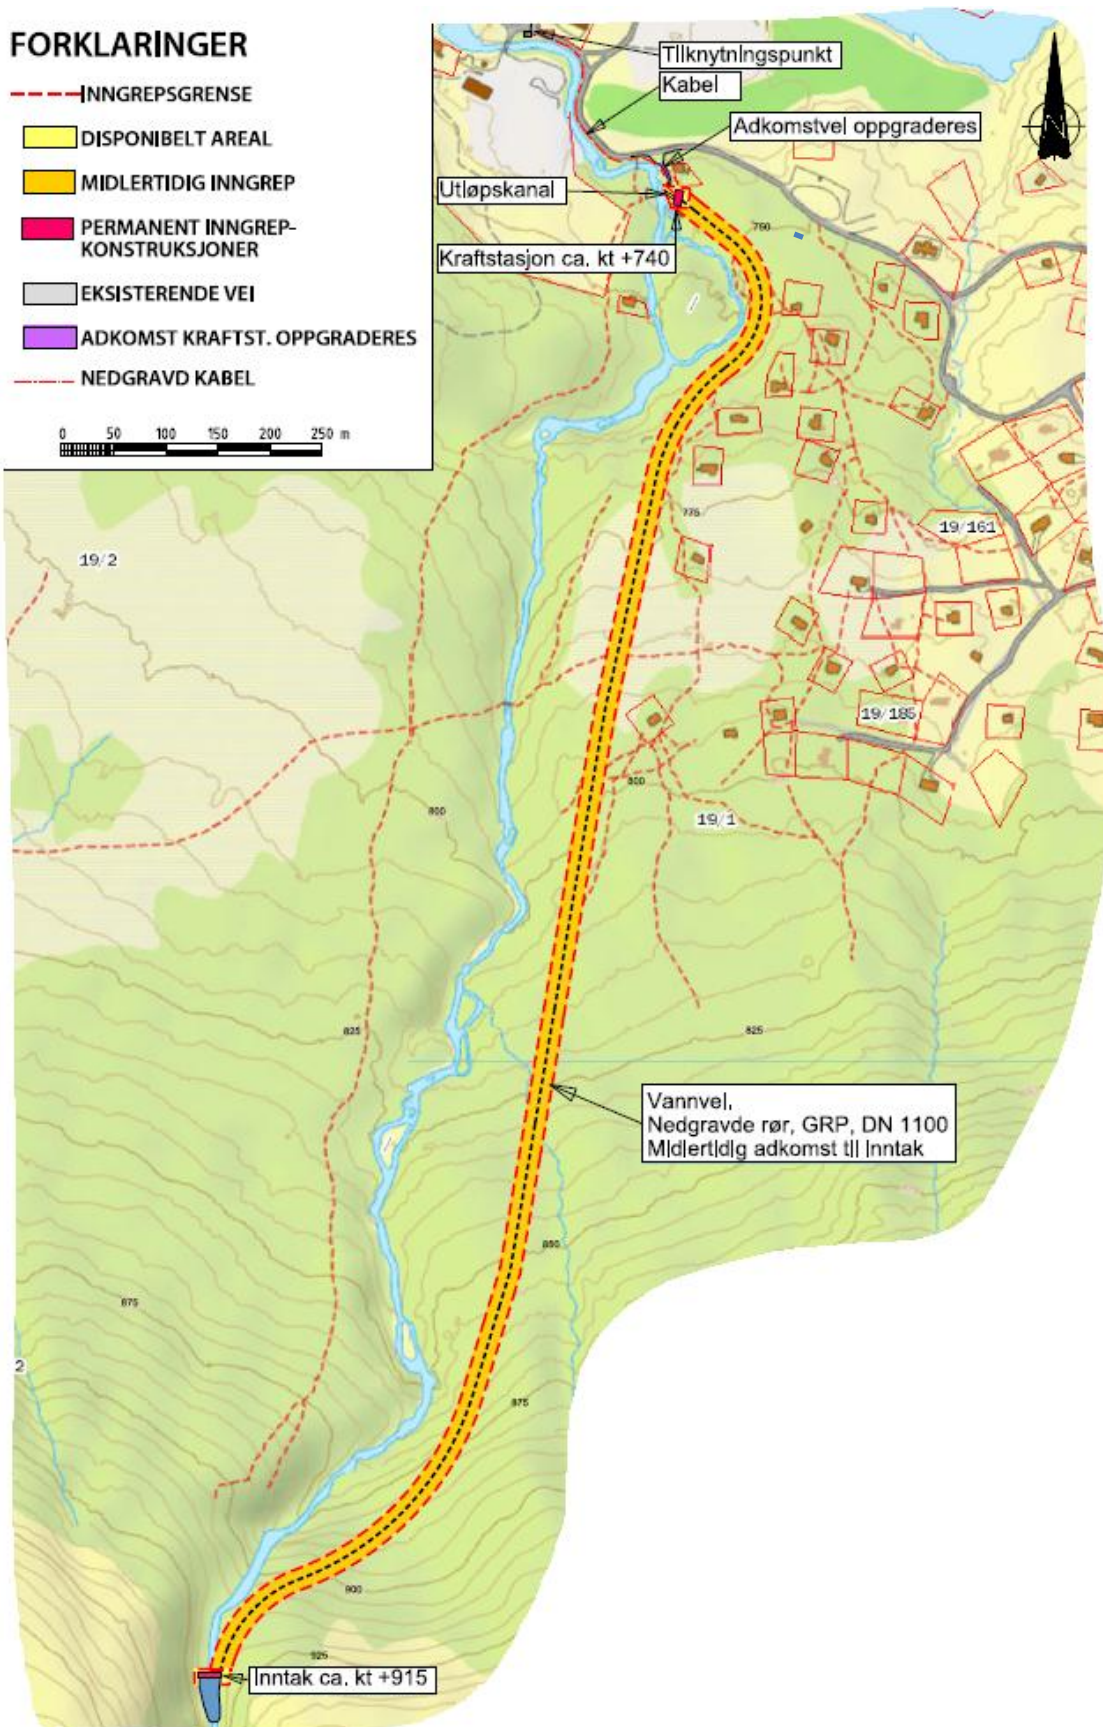 FORKLARINGER
INNGREPSGRENSE
DISPONIBELT AREAL
MIDLERTIDIG INNGREP
PERMANENT INNGREP-
KONSTRUKSJONER
EKSISTERENDE VEI
ADKOMST KRAFTST. OPPGRADERES
NEDGRAVD KABEL
0 50 100 150 200 250 m
Tilknytningspunkt
Kabel
Adkomstvei oppgraderes
N
Utløpskanal
790
Kraftstasjon ca. kt +740
775
19/161
19/2
19/185
800
800
19/1
825
825
Vannvei,
Nedgravde rør, GRP, DN 1100
Midlertidig adkomst til inntak
850
875
2
875
900
925
Inntak ca. kt +915